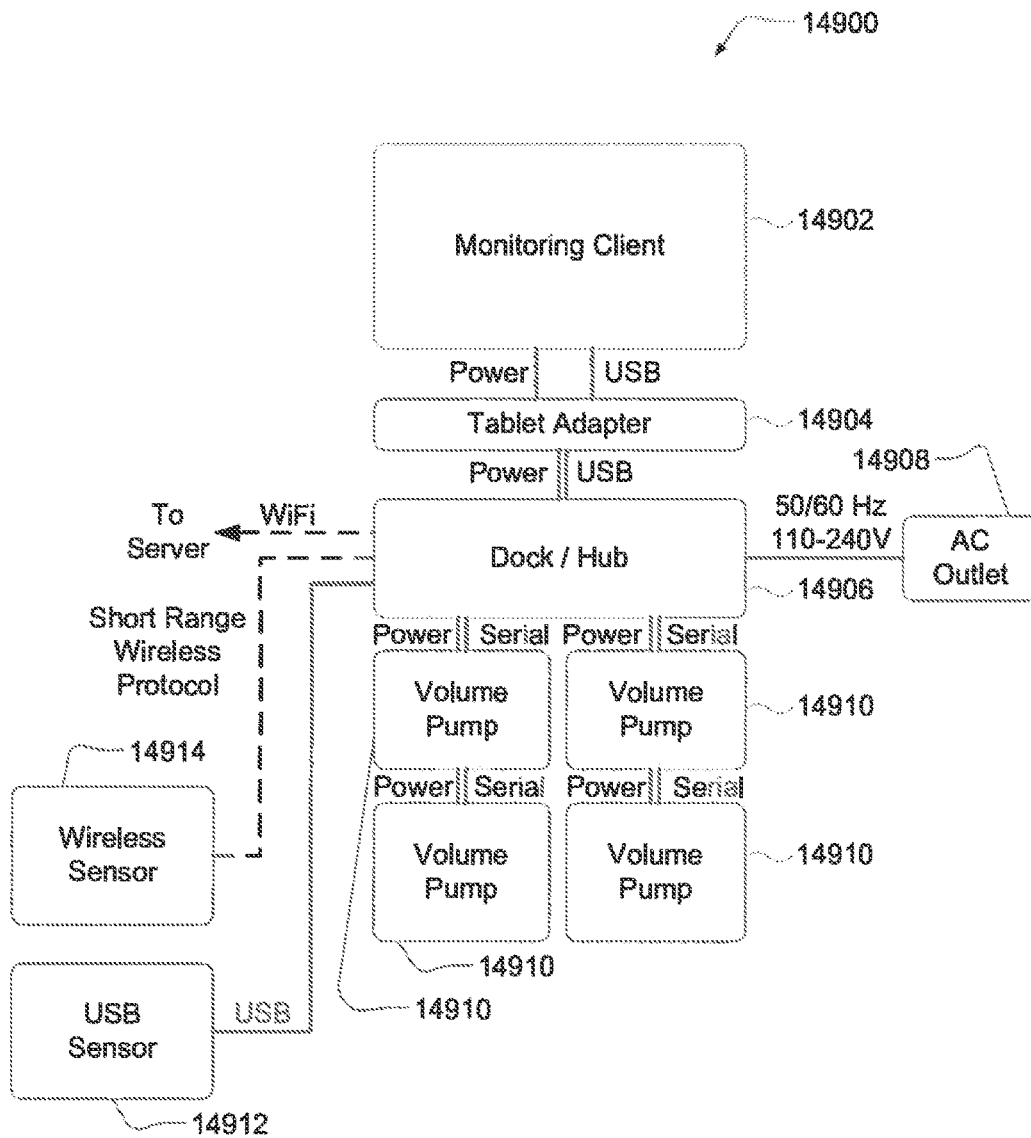 14900
14902
Monitoring Client
Power USB
Tablet Adapter
14904
Power USB
14908
To
Server
WiFi
Dock / Hub
50/60 Hz
110-240V
AC
Outlet
14906
Short Range
Wireless
Protocol
Power Serial Power Serial
Volume
Pump
Volume
Pump
14910
Power Serial Power Serial
14914
Wireless
Sensor
Volume
Pump
Volume
Pump
14910
14910
14910
USB
Sensor
USB
14912